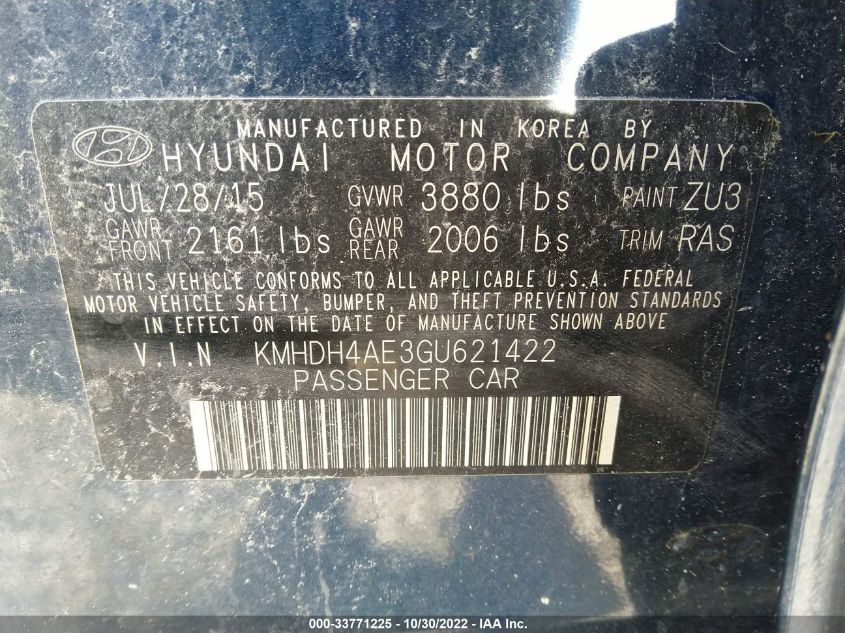 MANUFACTURED IN KOREA BY
HYUNDAI MOTOR COMPANY
JUL/28/15 GVWR 3880 lbs PAINT ZU3
GAWR FRONT 2161 lbs GAWR REAR 2006 lbs TRIM RAS
THIS VEHICLE CONFORMS TO ALL APPLICABLE U.S.A. FEDERAL
MOTOR VEHICLE SAFETY, BUMPER, AND THEFT PREVENTION STANDARDS
IN EFFECT ON THE DATE OF MANUFACTURE SHOWN ABOVE
V.I.N KMHDH4AE3GU621422
PASSENGER CAR
000-33771225 - 10/30/2022 - IAA Inc.